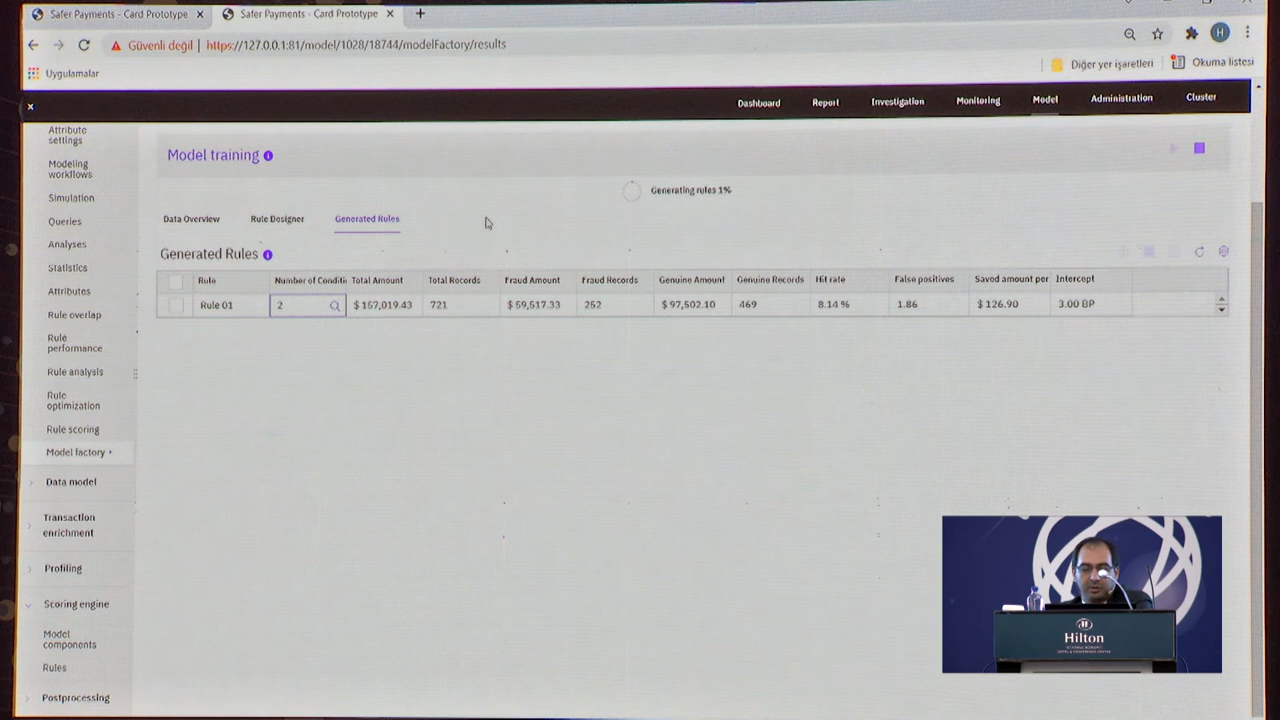 Safer Payments - Card Prototype
Safer Payments - Card Prototype
Güvenli değil | https://127.0.0.1:81/model/1028/18744/modelFactory/results
H
Uygulamalar
Diğer yer işaretleri
Okuma listesi
Dashboard Report Investigation Monitoring Model Administration Cluster
Attribute
settings
Modeling
workflows
Simulation
Queries
Analyses
Statistics
Attributes
Rule overlap
Rule
performance
Rule analysis
Rule
optimization
Rule scoring
Model factory
Data model
Transaction
enrichment
Profiling
Scoring engine
Model
components
Rules
Postprocessing
Model training
Generating rules 1%
Data Overview Rule Designer Generated Rules
Generated Rules
Rule Number of Conditi Total Amount Total Records Fraud Amount Fraud Records Genuine Amount Genuine Records Hit rate False positives Saved amount per Intercept
Rule 01 2 $ 157,019.43 721 $ 59,517.33 252 $ 97,502.10 469 8.14 % 1.86 $ 126.90 3.00 BP
Hilton